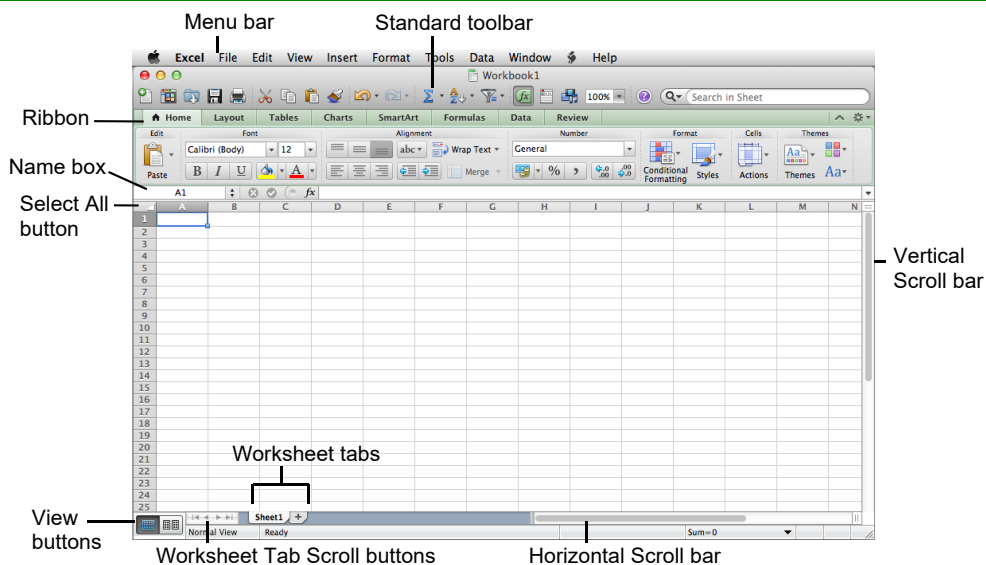 Menu bar
Standard toolbar
Excel File Edit View Insert Format Tools Data Window Help
Workbook1
100%
Search in Sheet
Ribbon
Home Layout Tables Charts SmartArt Formulas Data Review
Edit Font Alignment Number Format Cells Themes
Calibri (Body) 12 abc Wrap Text General
Paste B I U A Merge % , Conditional Formatting Styles Actions Themes Aa
Name box
A1 fx
Select All
button
A B C D E F G H I J K L M N
1
2
3
4
5
6
7
8
9
10
11
12
13
14
15
16
17
18
19
20
21
22
23
24
25
Vertical
Scroll bar
Worksheet tabs
Sheet1 +
View
buttons
Normal View Ready Sum=0
Worksheet Tab Scroll buttons
Horizontal Scroll bar